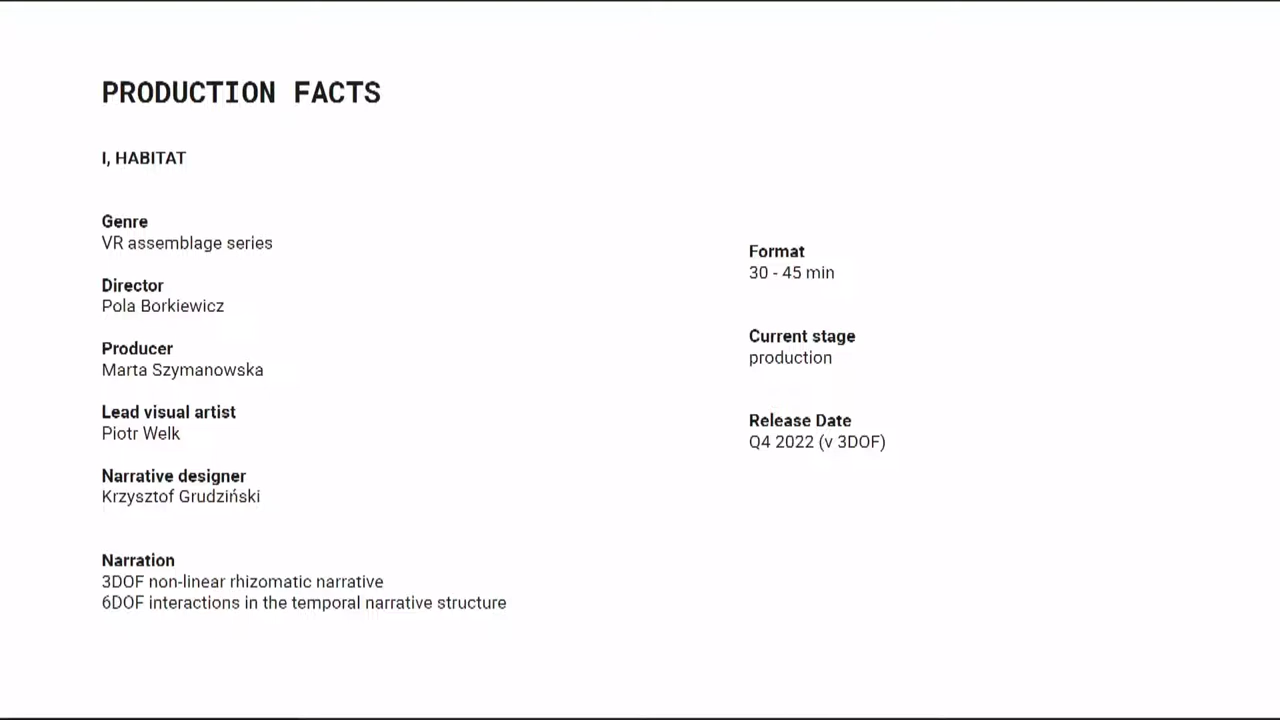 PRODUCTION FACTS
I, HABITAT
Genre
VR assemblage series
Director
Pola Borkiewicz
Producer
Marta Szymanowska
Lead visual artist
Piotr Welk
Narrative designer
Krzysztof Grudziński
Narration
3DOF non-linear rhizomatic narrative
6DOF interactions in the temporal narrative structure
Format
30 - 45 min
Current stage
production
Release Date
Q4 2022 (v 3DOF)